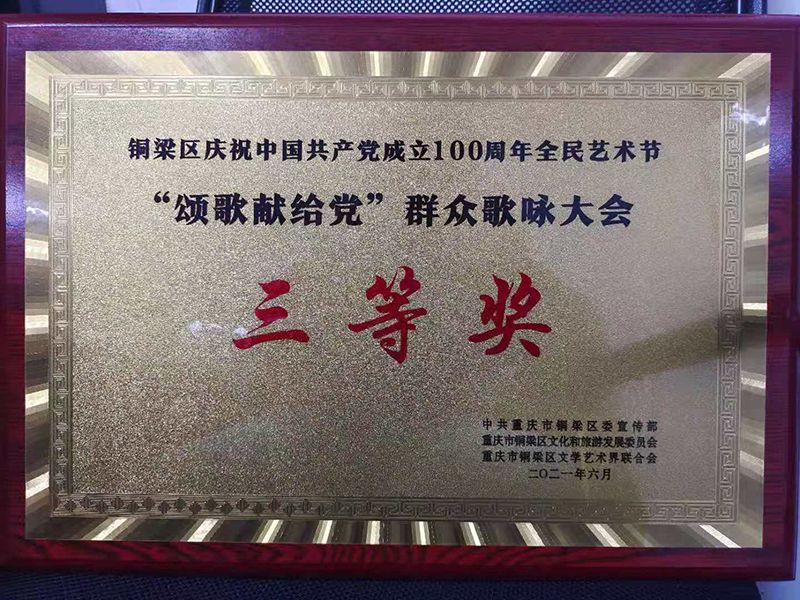 铜梁区庆祝中国共产党成立100周年全民艺术节
“颂歌献给党”群众歌咏大会
三等奖
中共重庆市铜梁区委宣传部
重庆市铜梁区文化和旅游发展委员会
重庆市铜梁区文学艺术界联合会
二〇二一年六月